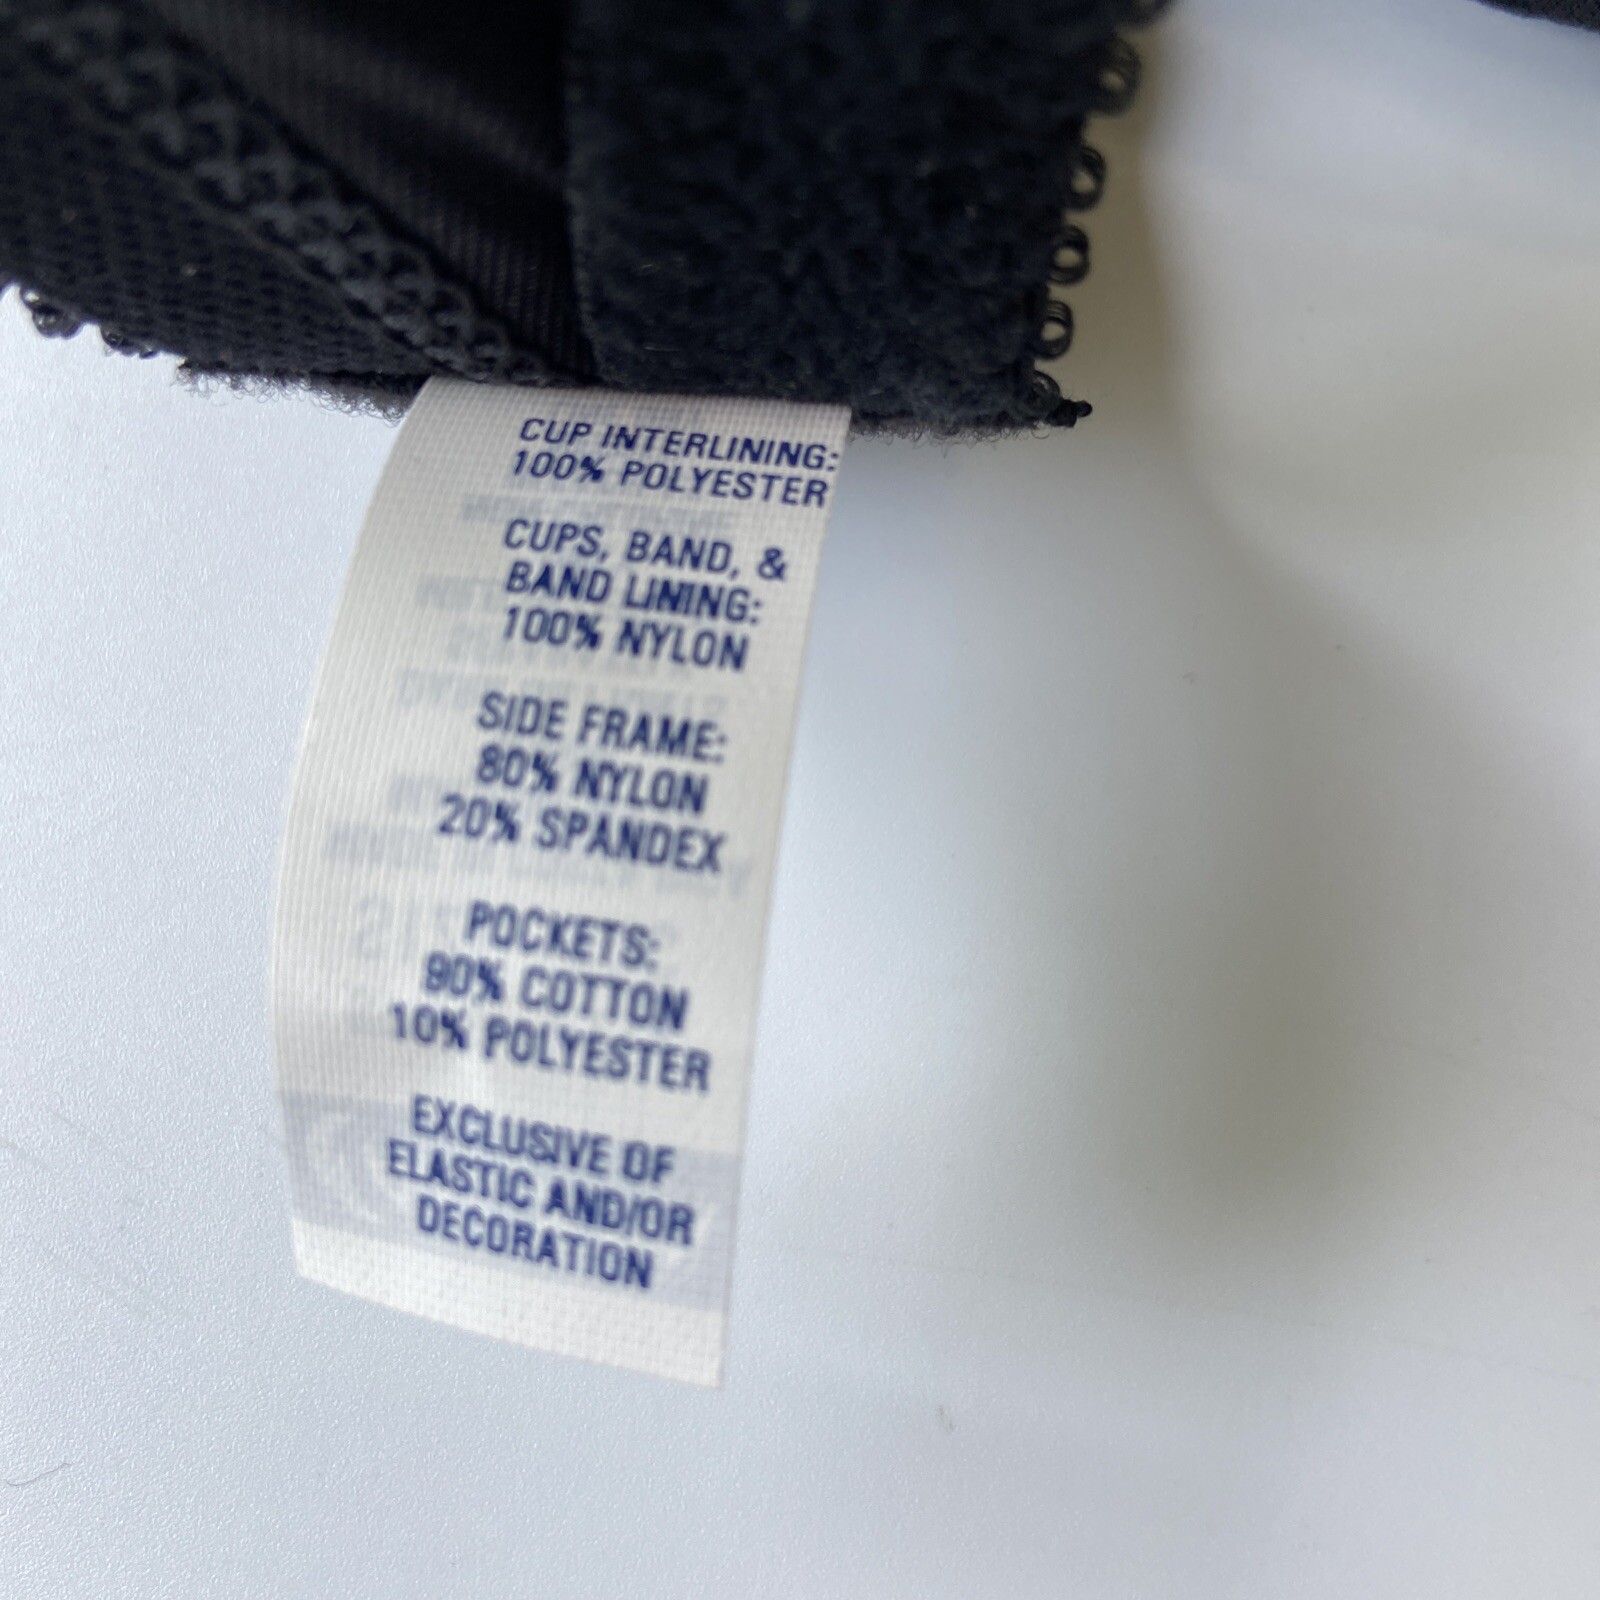 CUP INTERLINING:
100% POLYESTER
CUPS, BAND, &
BAND LINING:
100% NYLON
SIDE FRAME:
80% NYLON
20% SPANDEX
POCKETS:
90% COTTON
10% POLYESTER
EXCLUSIVE OF
ELASTIC AND/OR
DECORATION